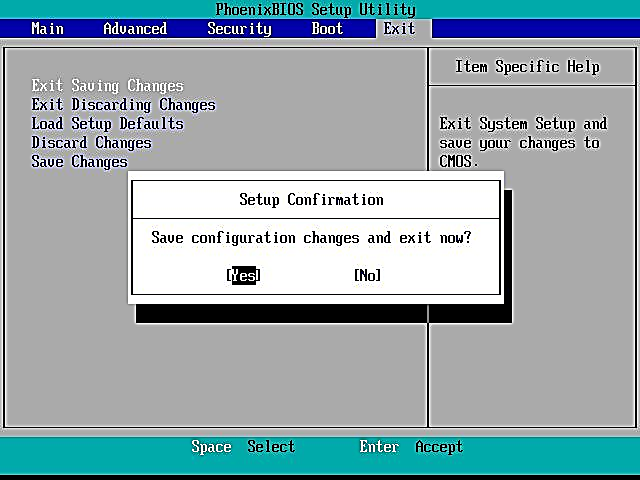 PhoenixBIOS Setup Utility
Main Advanced Security Boot Exit
Exit Saving Changes
Exit Discarding Changes
Load Setup Defaults
Discard Changes
Save Changes
Item Specific Help
Exit System Setup and
save your changes to
CMOS.
Setup Confirmation
Save configuration changes and exit now?
[Yes] [No]
Space Select Enter Accept